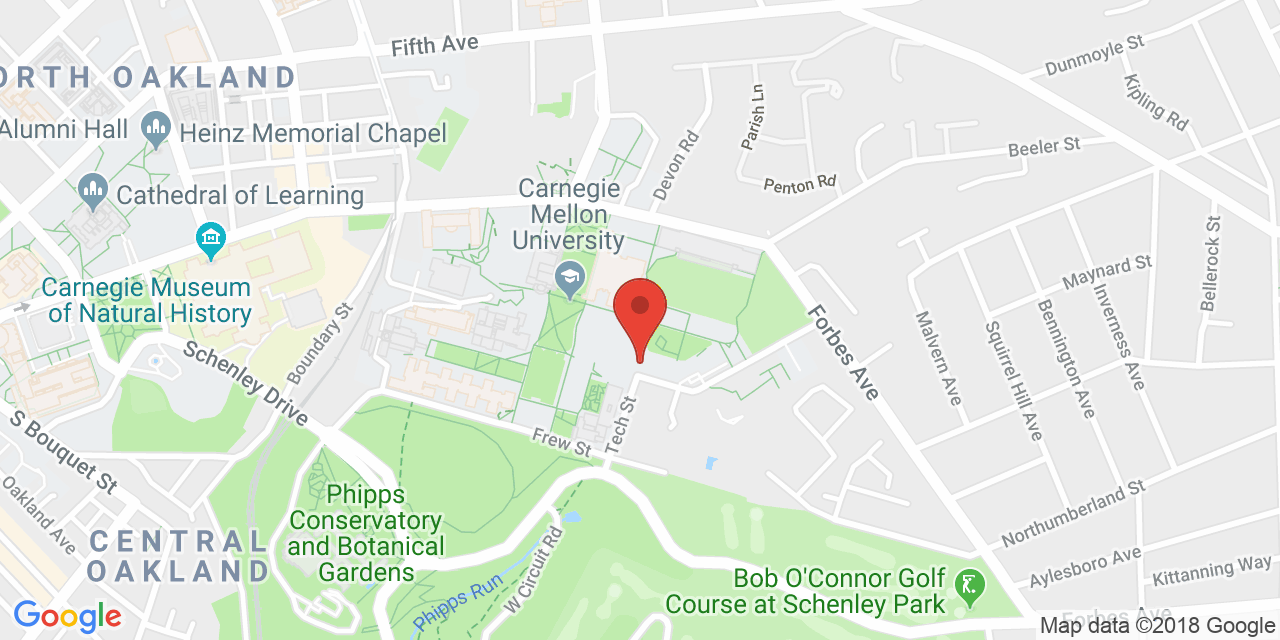 Fifth Ave
Dunmoyle St
ORTH OAKLAND
Kipling Rd
Parish Ln
Alumni Hall
Heinz Memorial Chapel
Devon Rd
Beeler St
Cathedral of Learning
Carnegie
Mellon
University
Penton Rd
Bellerock St
Maynard St
Carnegie Museum
of Natural History
Boundary St
Inverness Ave
Bennington Ave
Squirrel Hill Ave
Malvern Ave
Forbes Ave
Schenley Drive
S Bouquet St
Tech St
Frew St
Oakland Ave
Phipps
Conservatory
and Botanical
Gardens
Northumberland St
CENTRAL
OAKLAND
W Circuit Rd
Phipps Run
Aylesboro Ave
Kittanning Way
Bob O'Connor Golf
Course at Schenley Park
Forbes Ave
Google
Map data ©2018 Google